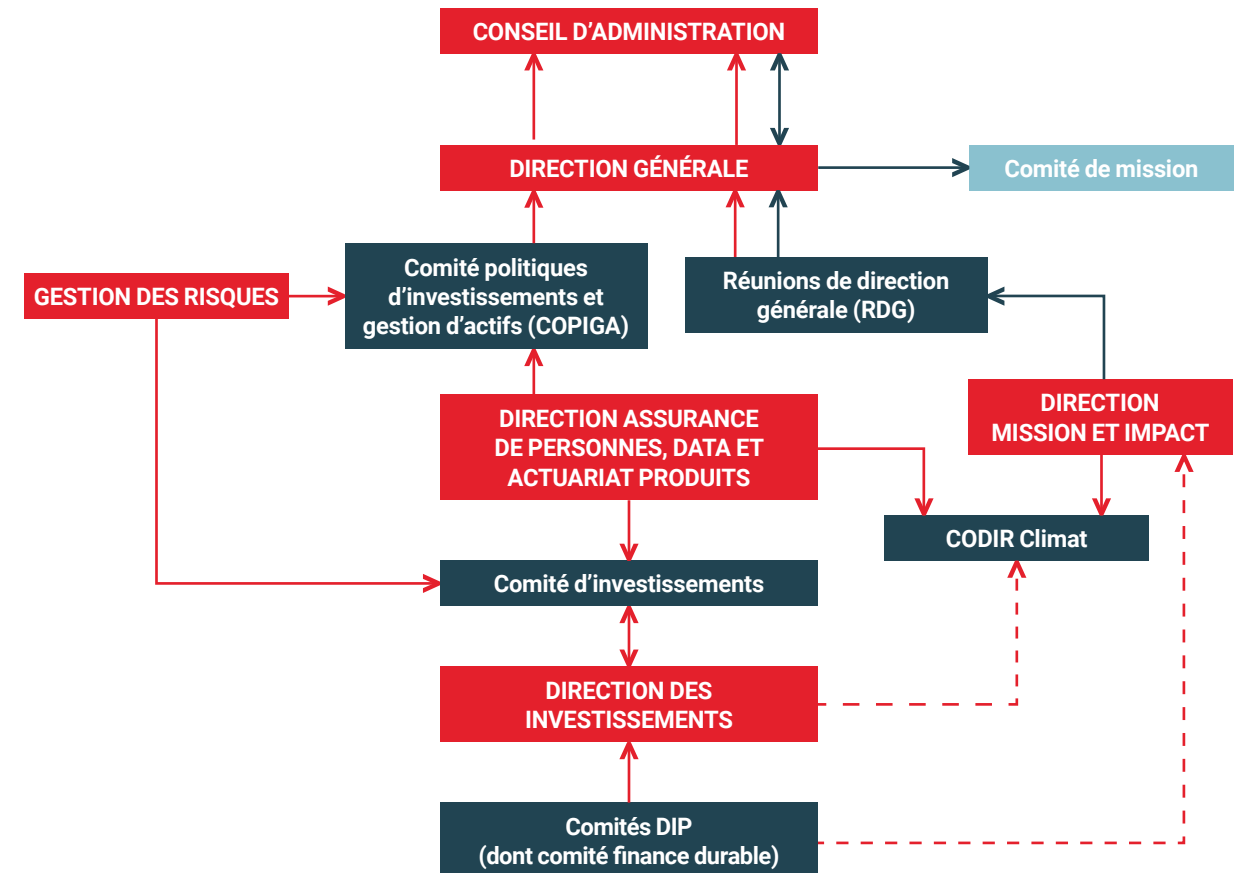 CONSEIL D’ADMINISTRATION
DIRECTION GÉNÉRALE
Comité de mission
GESTION DES RISQUES
Comité politiques
d’investissements et
gestion d’actifs (COPIGA)
Réunions de direction
générale (RDG)
DIRECTION ASSURANCE
DE PERSONNES, DATA ET
ACTUARIAT PRODUITS
DIRECTION
MISSION ET IMPACT
CODIR Climat
Comité d’investissements
DIRECTION DES
INVESTISSEMENTS
Comités DIP
(dont comité finance durable)